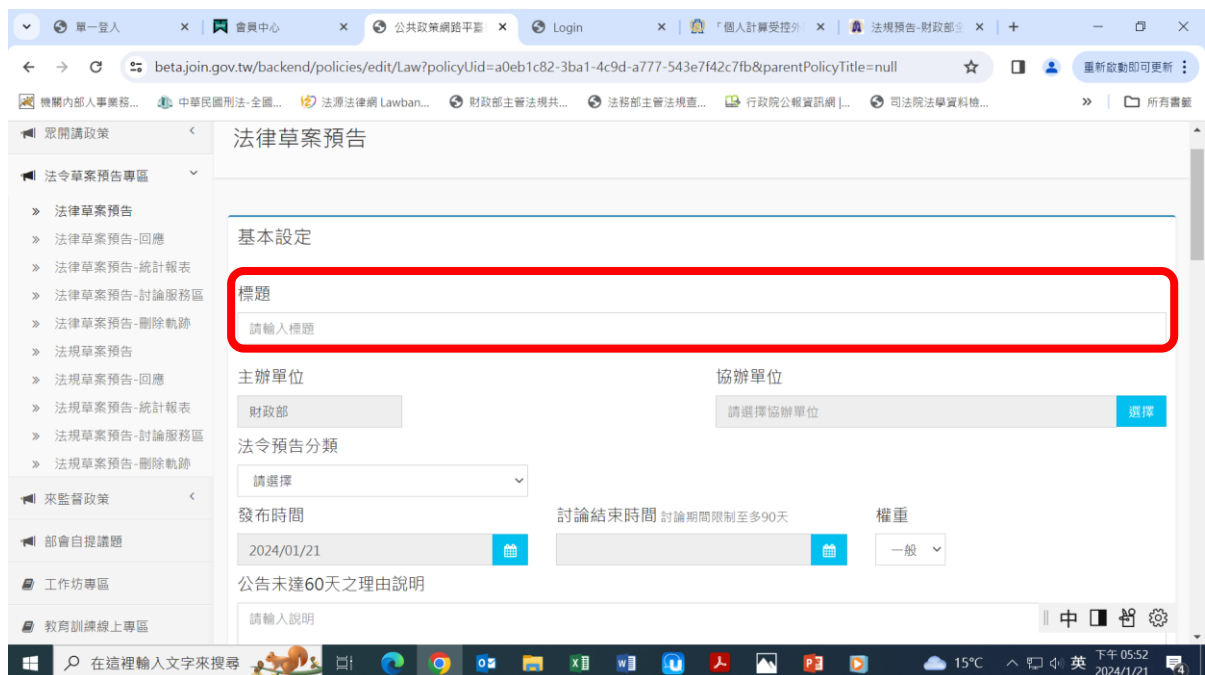 單一登入
會員中心
公共政策網路平臺
Login
「個人計算受控外
法規預告-財政部全
beta.join.gov.tw/backend/policies/edit/Law?policyUid=a0eb1c82-3ba1-4c9d-a777-543e7f42c7fb&parentPolicyTitle=null
重新啟動即可更新
機關內部人事業務...
中華民國刑法-全國...
法源法律網 Lawban...
財政部主管法規共...
法務部主管法規查...
行政院公報資訊網 |...
司法院法學資料檢...
所有書籤
眾開講政策
法令草案預告專區
法律草案預告
法律草案預告-回應
法律草案預告-統計報表
法律草案預告-討論服務區
法律草案預告-刪除軌跡
法規草案預告
法規草案預告-回應
法規草案預告-統計報表
法規草案預告-討論服務區
法規草案預告-刪除軌跡
來監督政策
部會自提議題
工作坊專區
教育訓練線上專區
法律草案預告
基本設定
標題
請輸入標題
主辦單位
協辦單位
財政部
請選擇協辦單位
選擇
法令預告分類
請選擇
發布時間
討論結束時間 討論期間限制至多90天
權重
2024/01/21
一般
公告未達60天之理由說明
請輸入說明
中
在這裡輸入文字來搜尋
15°C
英
下午 05:52
2024/1/21
4